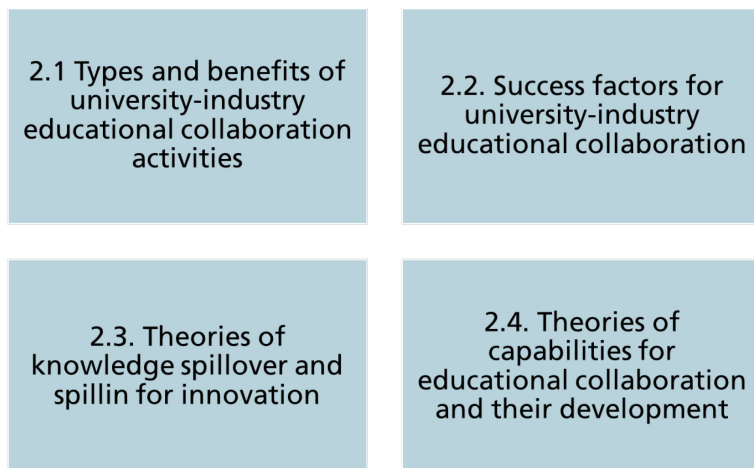 2.1 Types and benefits of
university-industry
educational collaboration
activities
2.2. Success factors for
university-industry
educational collaboration
2.3. Theories of
knowledge spillover and
spillin for innovation
2.4. Theories of
capabilities for
educational collaboration
and their development